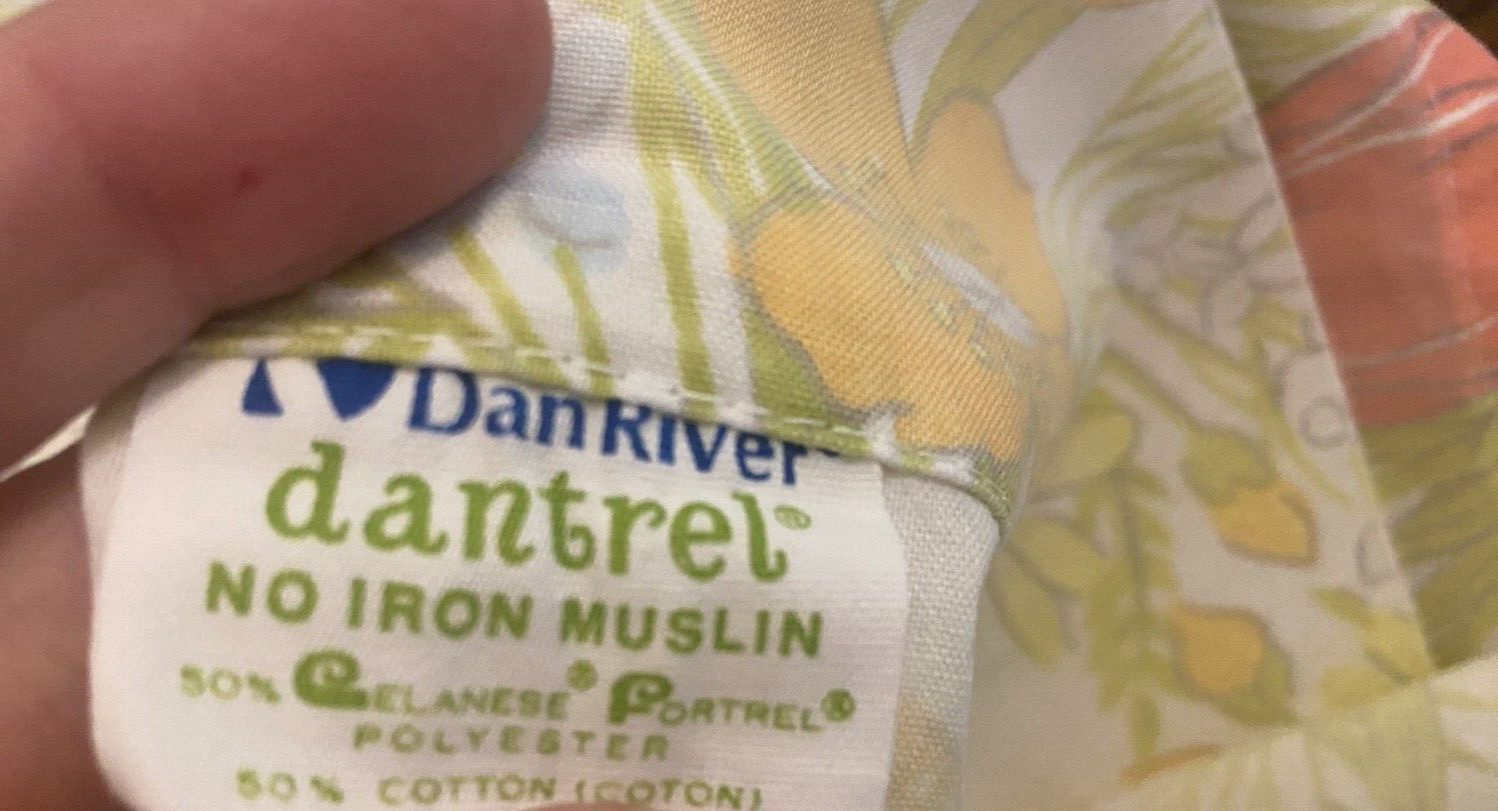 Dan River
dantrel®
NO IRON MUSLIN
50% CELANESE® FORTREL®
POLYESTER
50% COTTON (COTON)